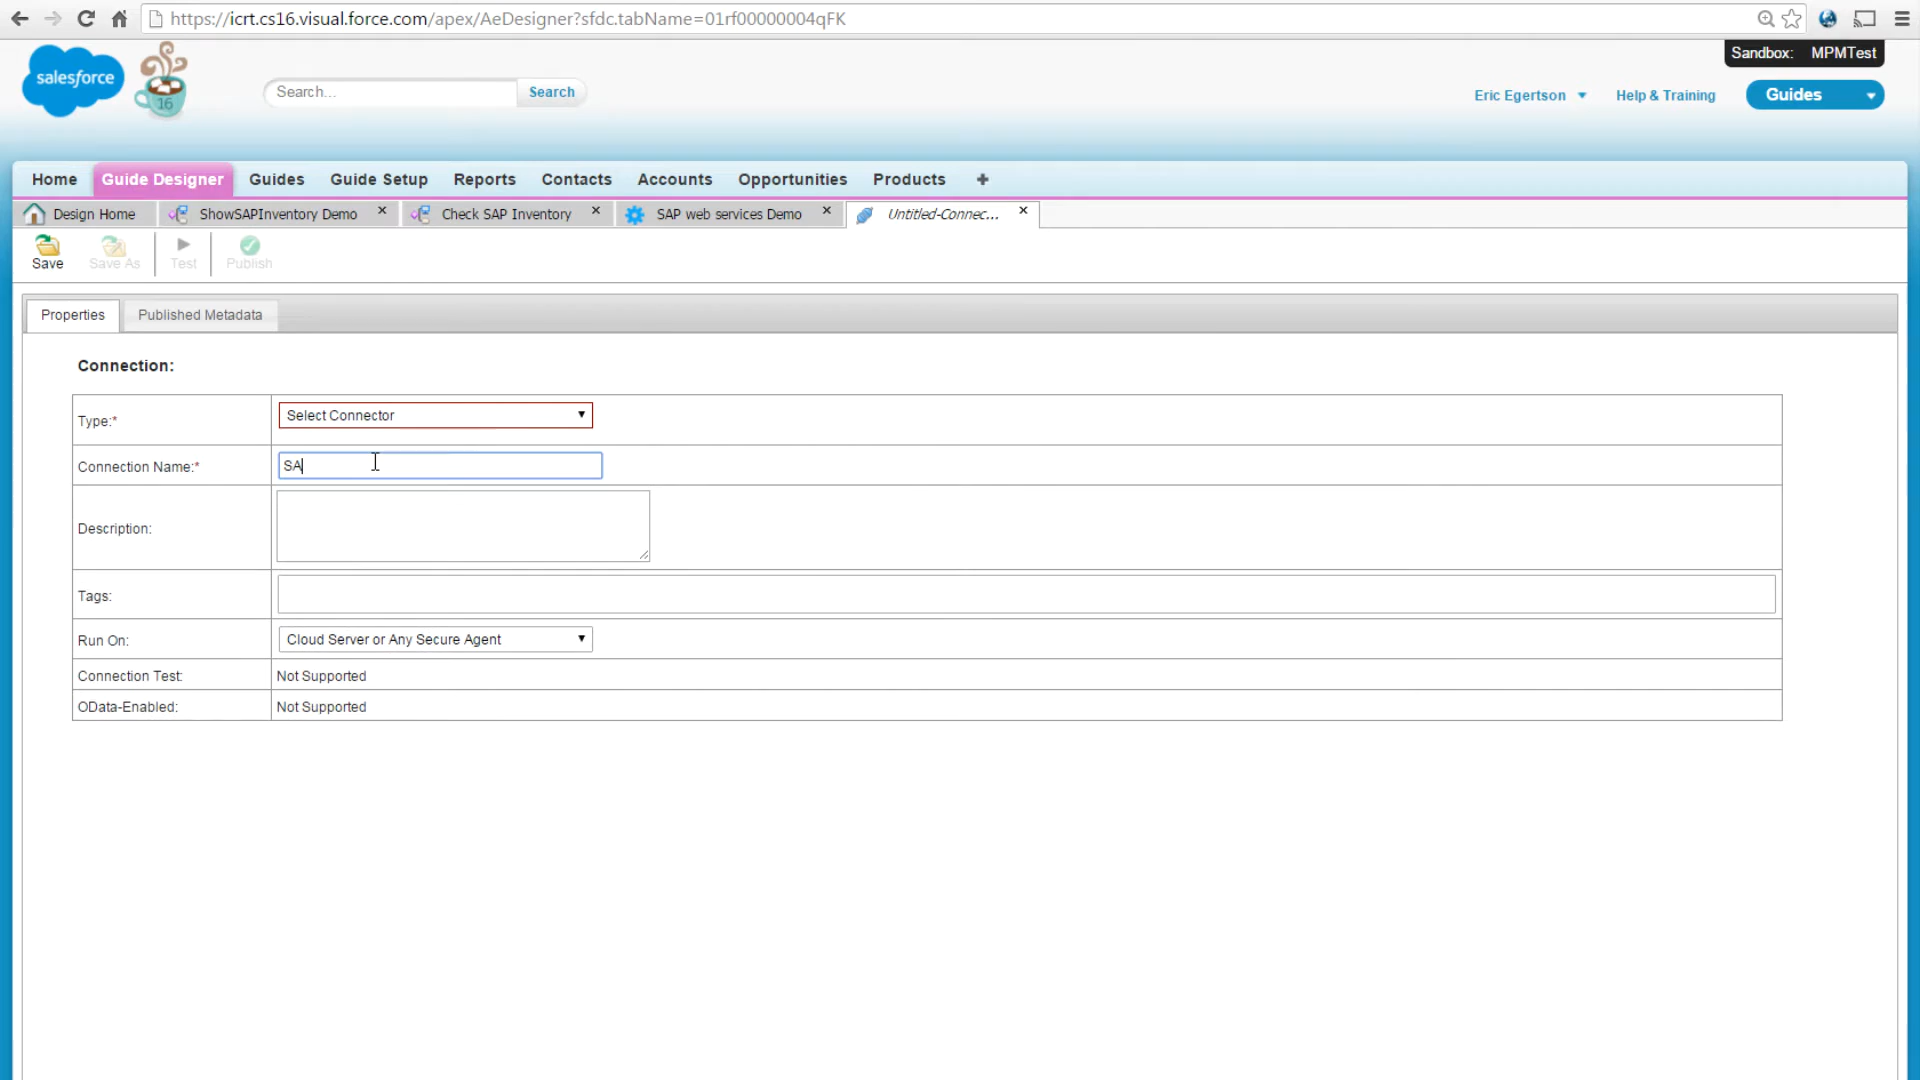 https://icrt.cs16.visual.force.com/apex/AeDesigner?sfdc.tabName=01rf00000004qFK
Sandbox: MPMTest
salesforce
16
Search...
Search
Eric Egertson
Help & Training
Guides
Home
Guide Designer
Guides
Guide Setup
Reports
Contacts
Accounts
Opportunities
Products
Design Home
ShowSAPInventory Demo
Check SAP Inventory
SAP web services Demo
Untitled-Connec...
Save
Save As
Test
Publish
Properties
Published Metadata
Connection:
Type:*
Select Connector
Connection Name:*
SA
Description:
Tags:
Run On:
Cloud Server or Any Secure Agent
Connection Test:
Not Supported
OData-Enabled:
Not Supported